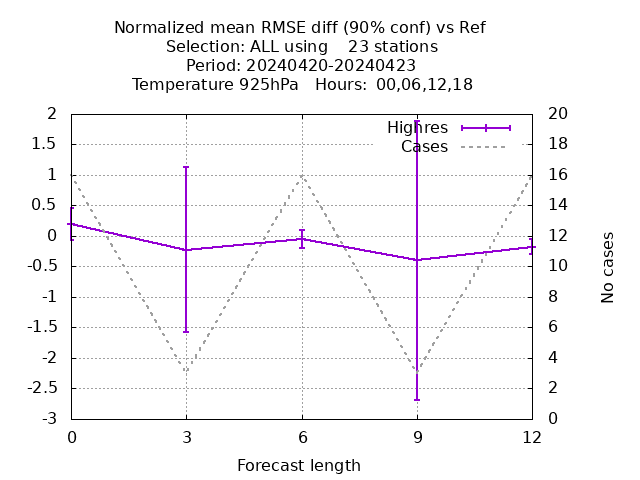 Normalized mean RMSE diff (90% conf) vs Ref
Selection: ALL using    23 stations
Period: 20240420-20240423
Temperature 925hPa   Hours: 00,06,12,18
Highres
Cases
2
1.5
1
0.5
0
-0.5
-1
-1.5
-2
-2.5
-3
20
18
16
14
12
10
8
6
4
2
0
No cases
0 3 6 9 12
Forecast length